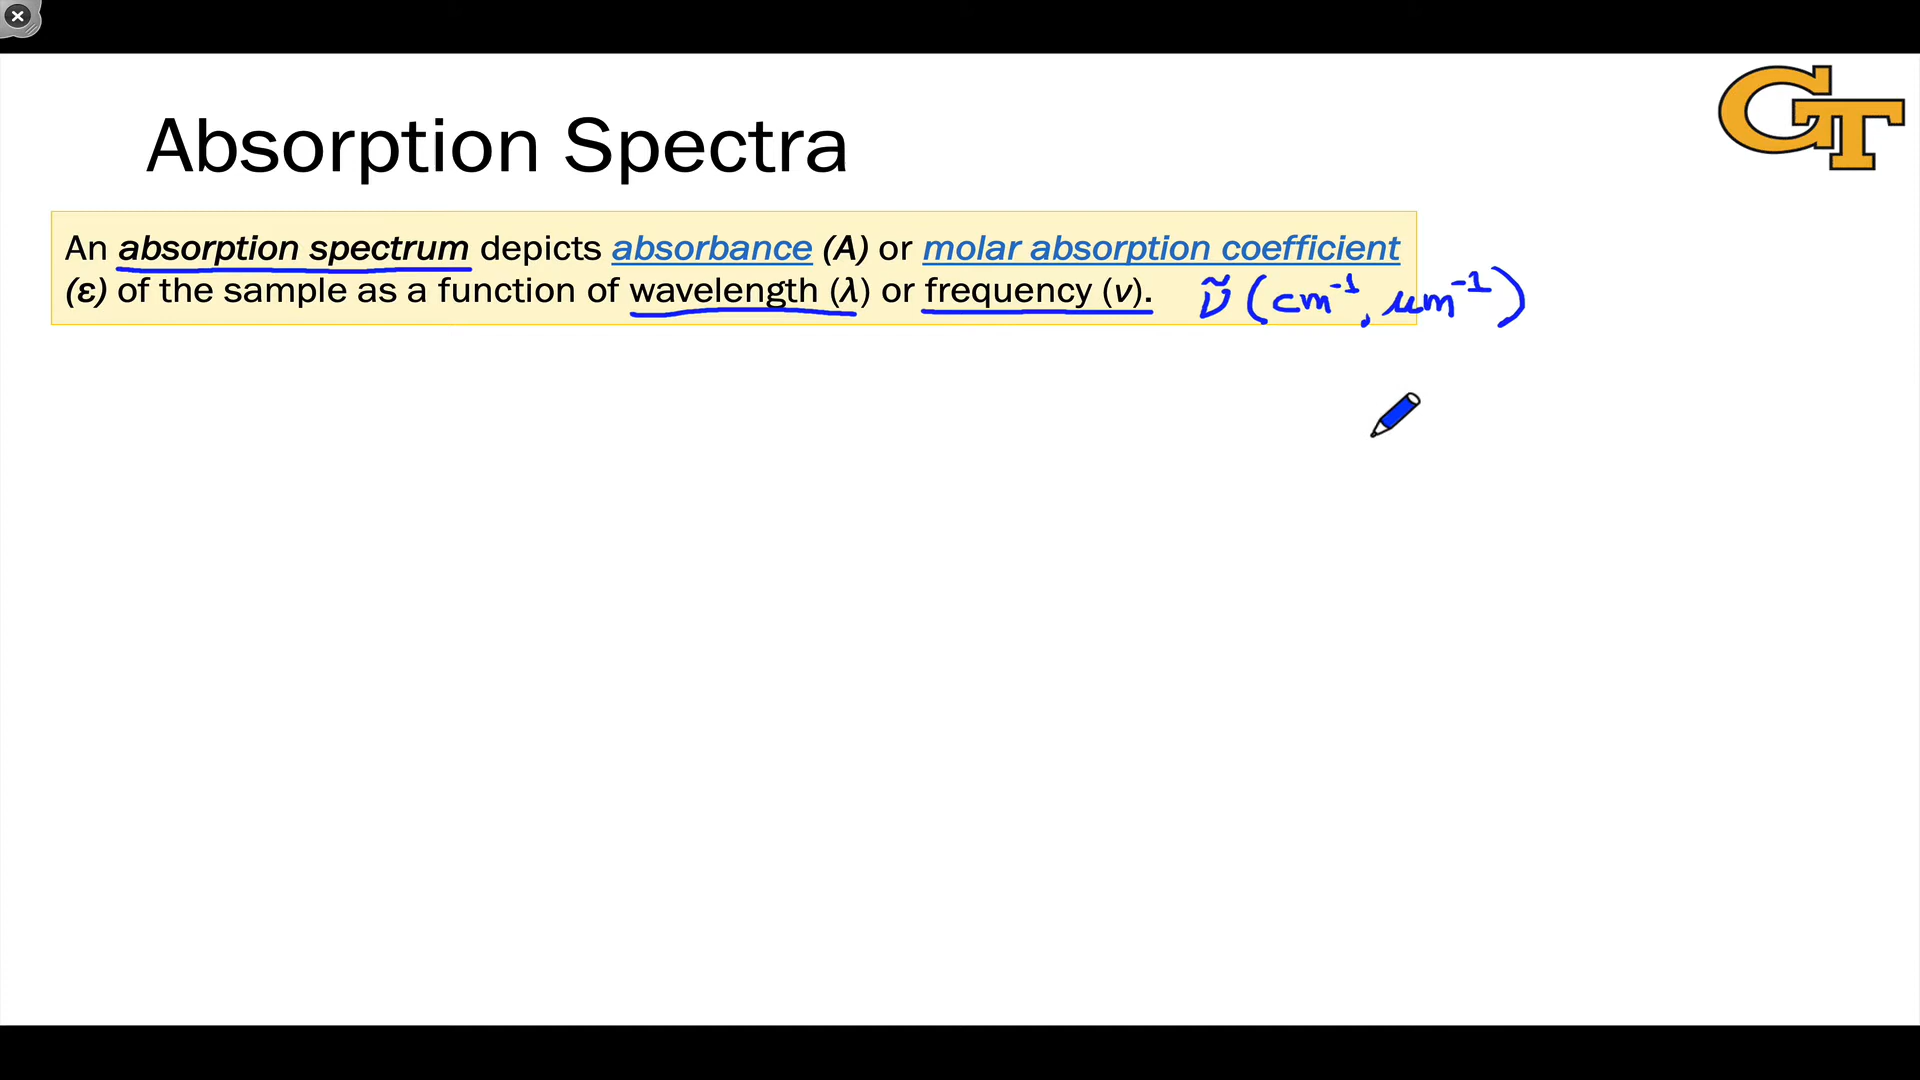 GT
Absorption Spectra
An absorption spectrum depicts absorbance (A) or molar absorption coefficient
(ε) of the sample as a function of wavelength (λ) or frequency (ν). ν̃ (cm⁻¹, μm⁻¹)